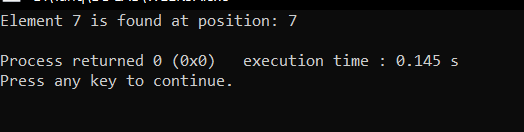 Element 7 is found at position: 7
Process returned 0 (0x0)   execution time : 0.145 s
Press any key to continue.